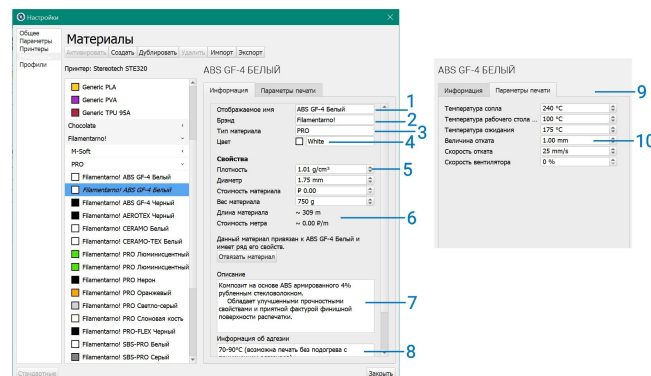 Настройки
Общее
Параметры
Принтеры
Профили
Материалы
Активировать Создать Дублировать Удалить Импорт Экспорт
Принтер: Stereotech STE320
Generic PLA
Generic PVA
Generic TPU 95A
Chocolate
Filamentarno!
M-Soft
PRO
Filamentarno! ABS GF-4 Белый
Filamentarno! ABS GF-4 Белый
Filamentarno! ABS GF-4 Черный
Filamentarno! AEROTEX Черный
Filamentarno! CERAMO Белый
Filamentarno! CERAMO-TEX Белый
Filamentarno! PRO Люминисцентный
Filamentarno! PRO Люминисцентный
Filamentarno! PRO Нерон
Filamentarno! PRO Оранжевый
Filamentarno! PRO Светло-серый
Filamentarno! PRO Слоновая кость
Filamentarno! PRO-FLEX Черный
Filamentarno! SBS-PRO Белый
Filamentarno! SBS-PRO Серый
Стандартные
ABS GF-4 БЕЛЫЙ
Информация Параметры печати
Отображаемое имя ABS GF-4 Белый 1
Брэнд Filamentarno! 2
Тип материала PRO 3
Цвет White 4
Свойства
Плотность 1.01 g/cm³ 5
Диаметр 1.75 mm
Стоимость материала ₽ 0.00
Вес материала 750 g
Длина материала ~ 309 m 6
Стоимость метра ~ 0.00 ₽/m
Данный материал привязан к ABS GF-4 Белый и
имеет ряд его свойств.
Отвязать материал
Описание
Композит на основе ABS армированного 4%
рубленным стекловолокном.
Обладает улучшенными прочностными
свойствами и приятной фактурой финишной 7
поверхности распечатки.
Информация об адгезии
70-90°C (возможна печать без подогрева с 8
Закрыть
ABS GF-4 БЕЛЫЙ
Информация Параметры печати 9
Температура сопла 240 °C
Температура рабочего стола ... 100 °C
Температура ожидания 175 °C
Величина отката 1.00 mm 10
Скорость отката 25 mm/s
Скорость вентилятора 0 %